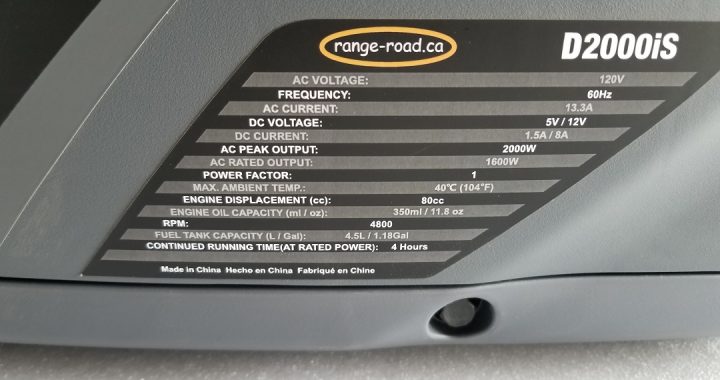 range-road.ca D2000iS
AC VOLTAGE: 120V
FREQUENCY: 60Hz
AC CURRENT: 13.3A
DC VOLTAGE: 5V / 12V
DC CURRENT: 1.5A / 8A
AC PEAK OUTPUT: 2000W
AC RATED OUTPUT: 1600W
POWER FACTOR: 1
MAX. AMBIENT TEMP.: 40℃ (104°F)
ENGINE DISPLACEMENT (cc): 80cc
ENGINE OIL CAPACITY (ml / oz): 350ml / 11.8 oz
RPM: 4800
FUEL TANK CAPACITY (L / Gal): 4.5L / 1.18Gal
CONTINUED RUNNING TIME(AT RATED POWER): 4 Hours
Made in China Hecho en China Fabriqué en Chine